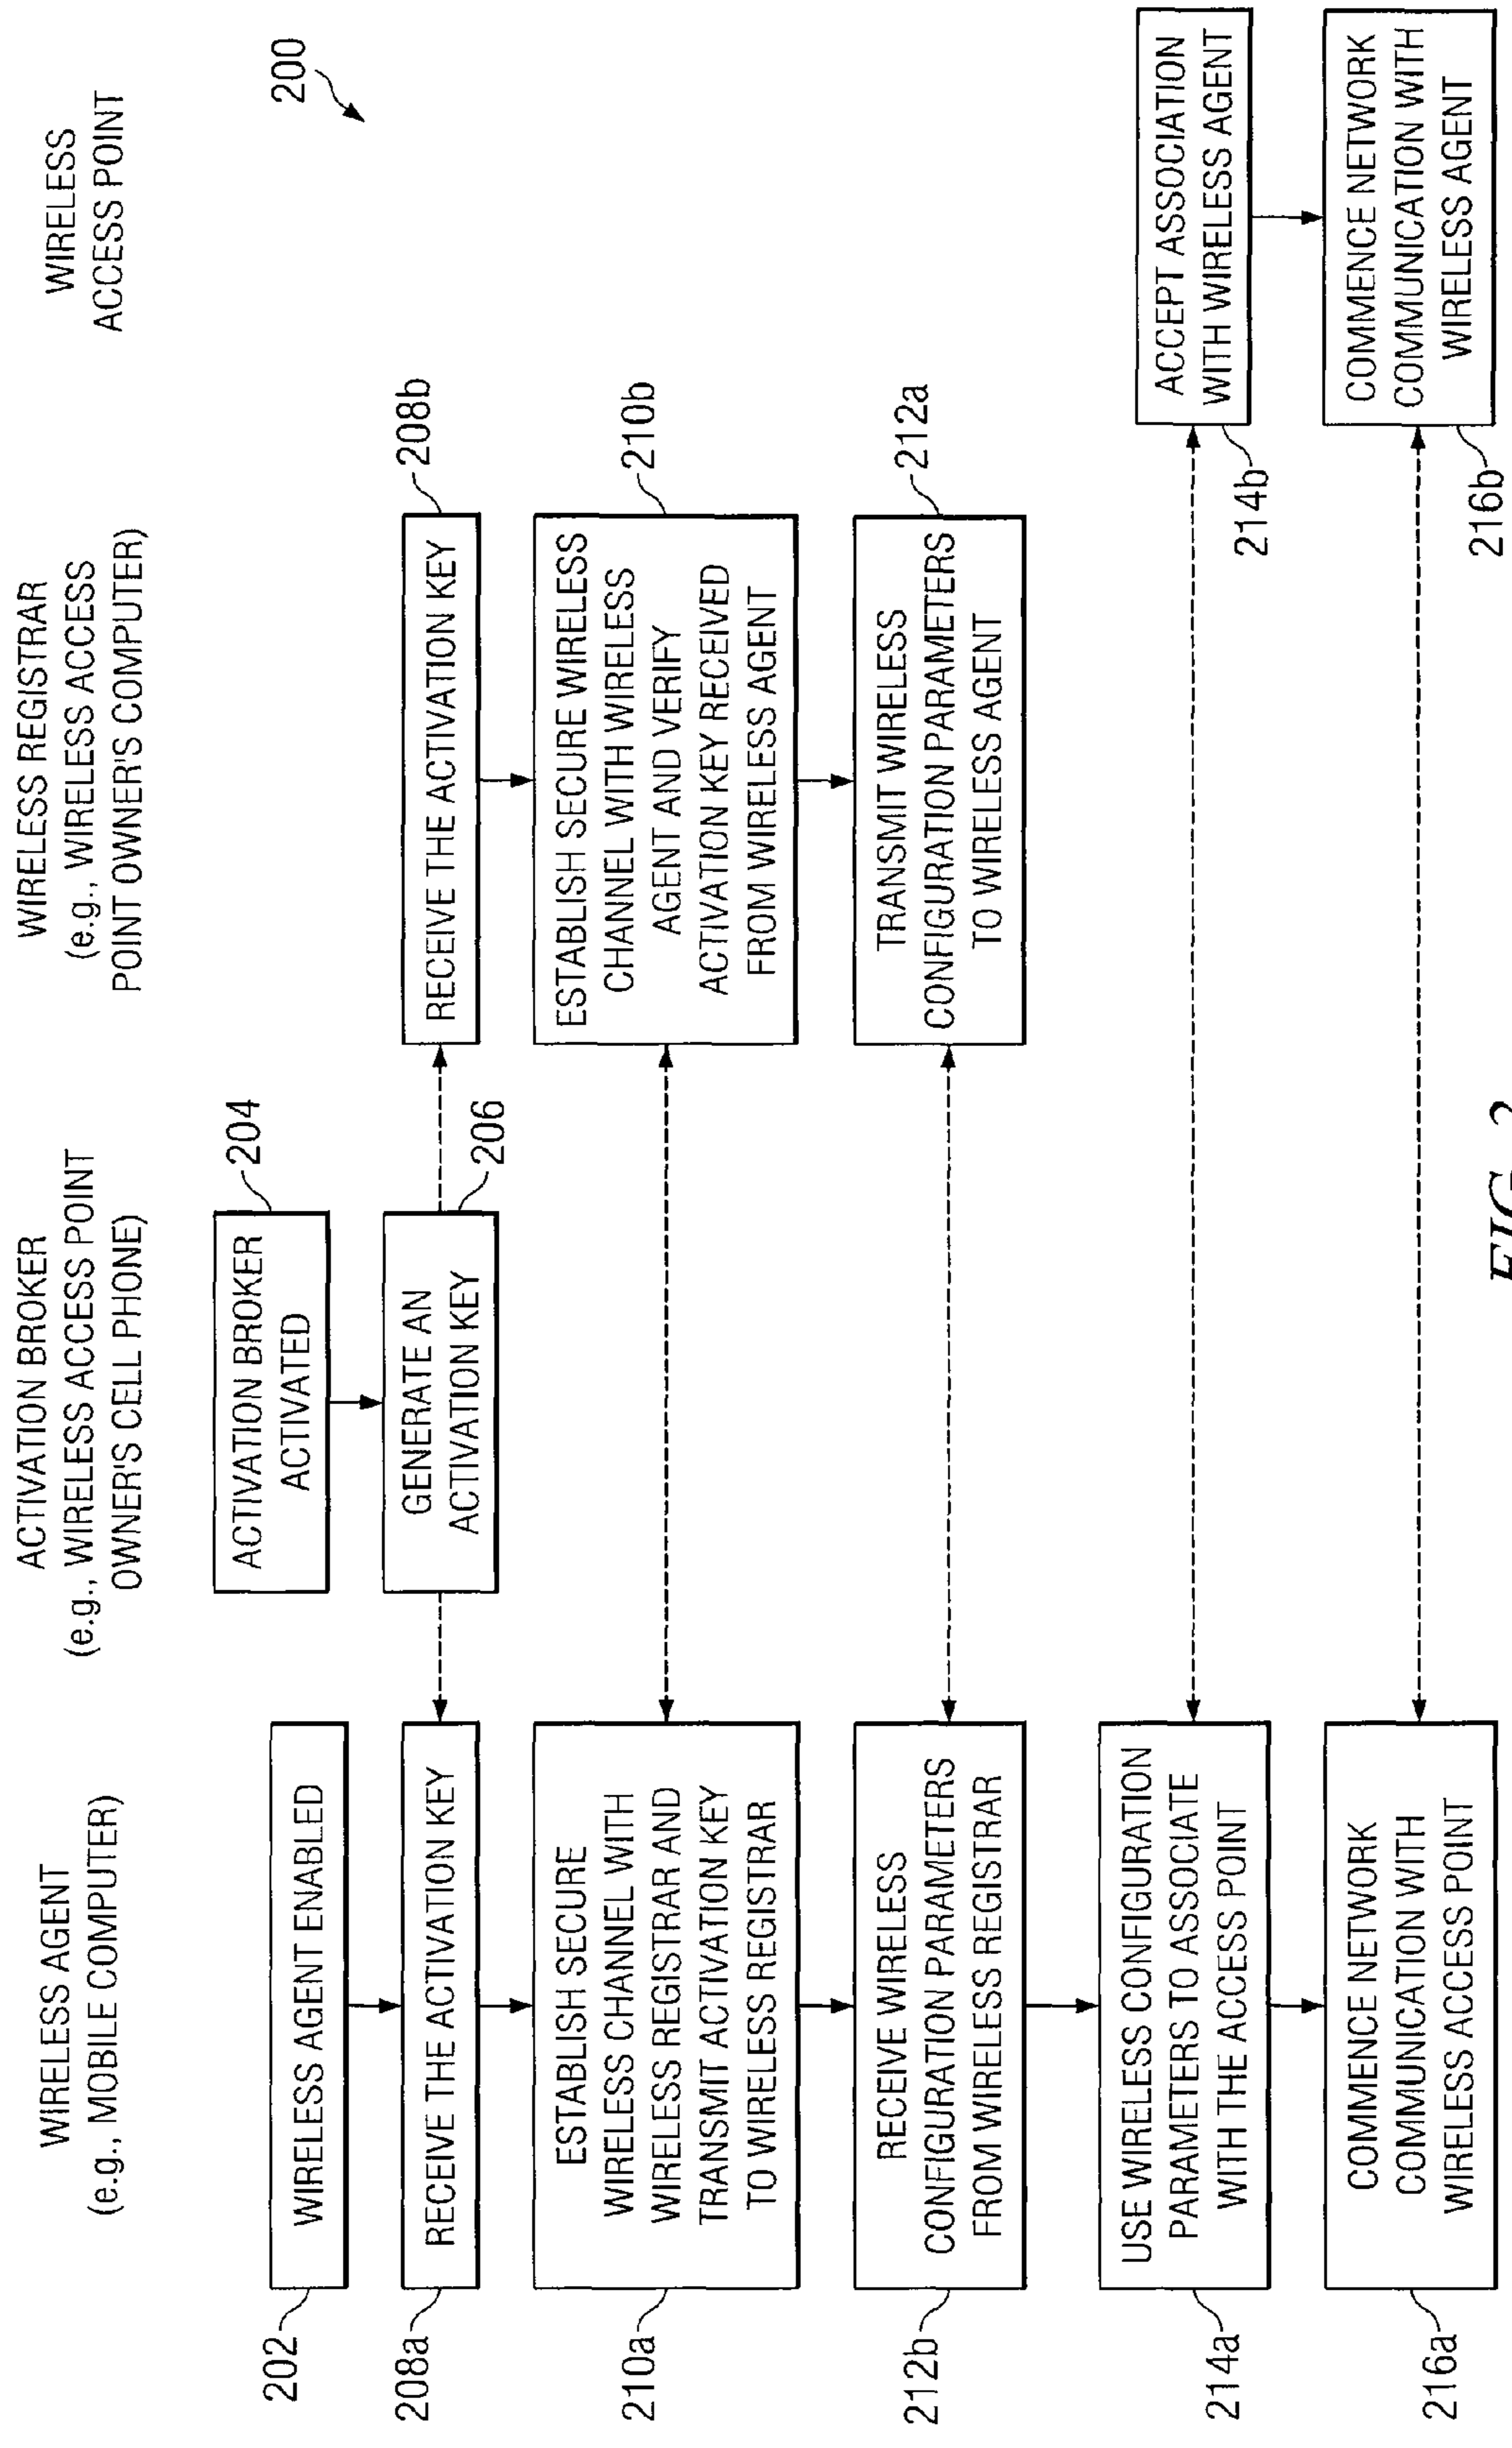 WIRELESS AGENT
(e.g., MOBILE COMPUTER)
ACTIVATION BROKER
(e.g., WIRELESS ACCESS POINT
OWNER'S CELL PHONE)
WIRELESS REGISTRAR
(e.g., WIRELESS ACCESS
POINT OWNER'S COMPUTER)
WIRELESS
ACCESS POINT
200
204
ACTIVATION BROKER
ACTIVATED
202
WIRELESS AGENT ENABLED
206
GENERATE AN
ACTIVATION KEY
208a
RECEIVE THE ACTIVATION KEY
208b
RECEIVE THE ACTIVATION KEY
210a
ESTABLISH SECURE
WIRELESS CHANNEL WITH
WIRELESS REGISTRAR AND
TRANSMIT ACTIVATION KEY
TO WIRELESS REGISTRAR
210b
ESTABLISH SECURE WIRELESS
CHANNEL WITH WIRELESS
AGENT AND VERIFY
ACTIVATION KEY RECEIVED
FROM WIRELESS AGENT
212b
RECEIVE WIRELESS
CONFIGURATION PARAMETERS
FROM WIRELESS REGISTRAR
212a
TRANSMIT WIRELESS
CONFIGURATION PARAMETERS
TO WIRELESS AGENT
214a
USE WIRELESS CONFIGURATION
PARAMETERS TO ASSOCIATE
WITH THE ACCESS POINT
214b
ACCEPT ASSOCIATION
WITH WIRELESS AGENT
216a
COMMENCE NETWORK
COMMUNICATION WITH
WIRELESS ACCESS POINT
216b
COMMENCE NETWORK
COMMUNICATION WITH
WIRELESS AGENT
FIG. 2